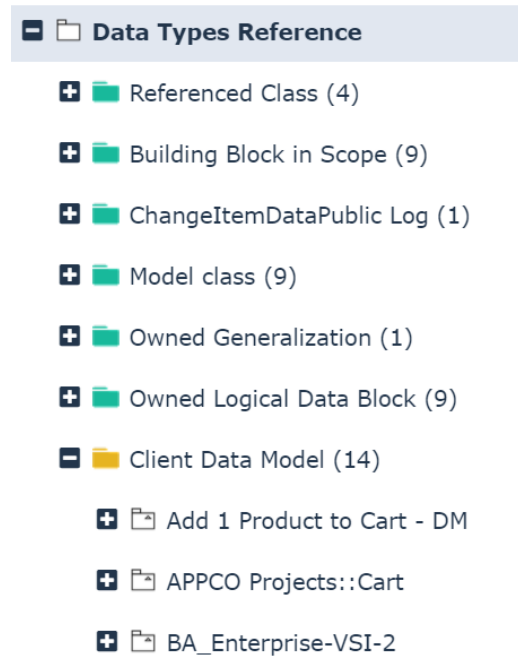 Data Types Reference
Referenced Class (4)
Building Block in Scope (9)
ChangeItemDataPublic Log (1)
Model class (9)
Owned Generalization (1)
Owned Logical Data Block (9)
Client Data Model (14)
Add 1 Product to Cart - DM
APPCO Projects::Cart
BA_Enterprise-VSI-2